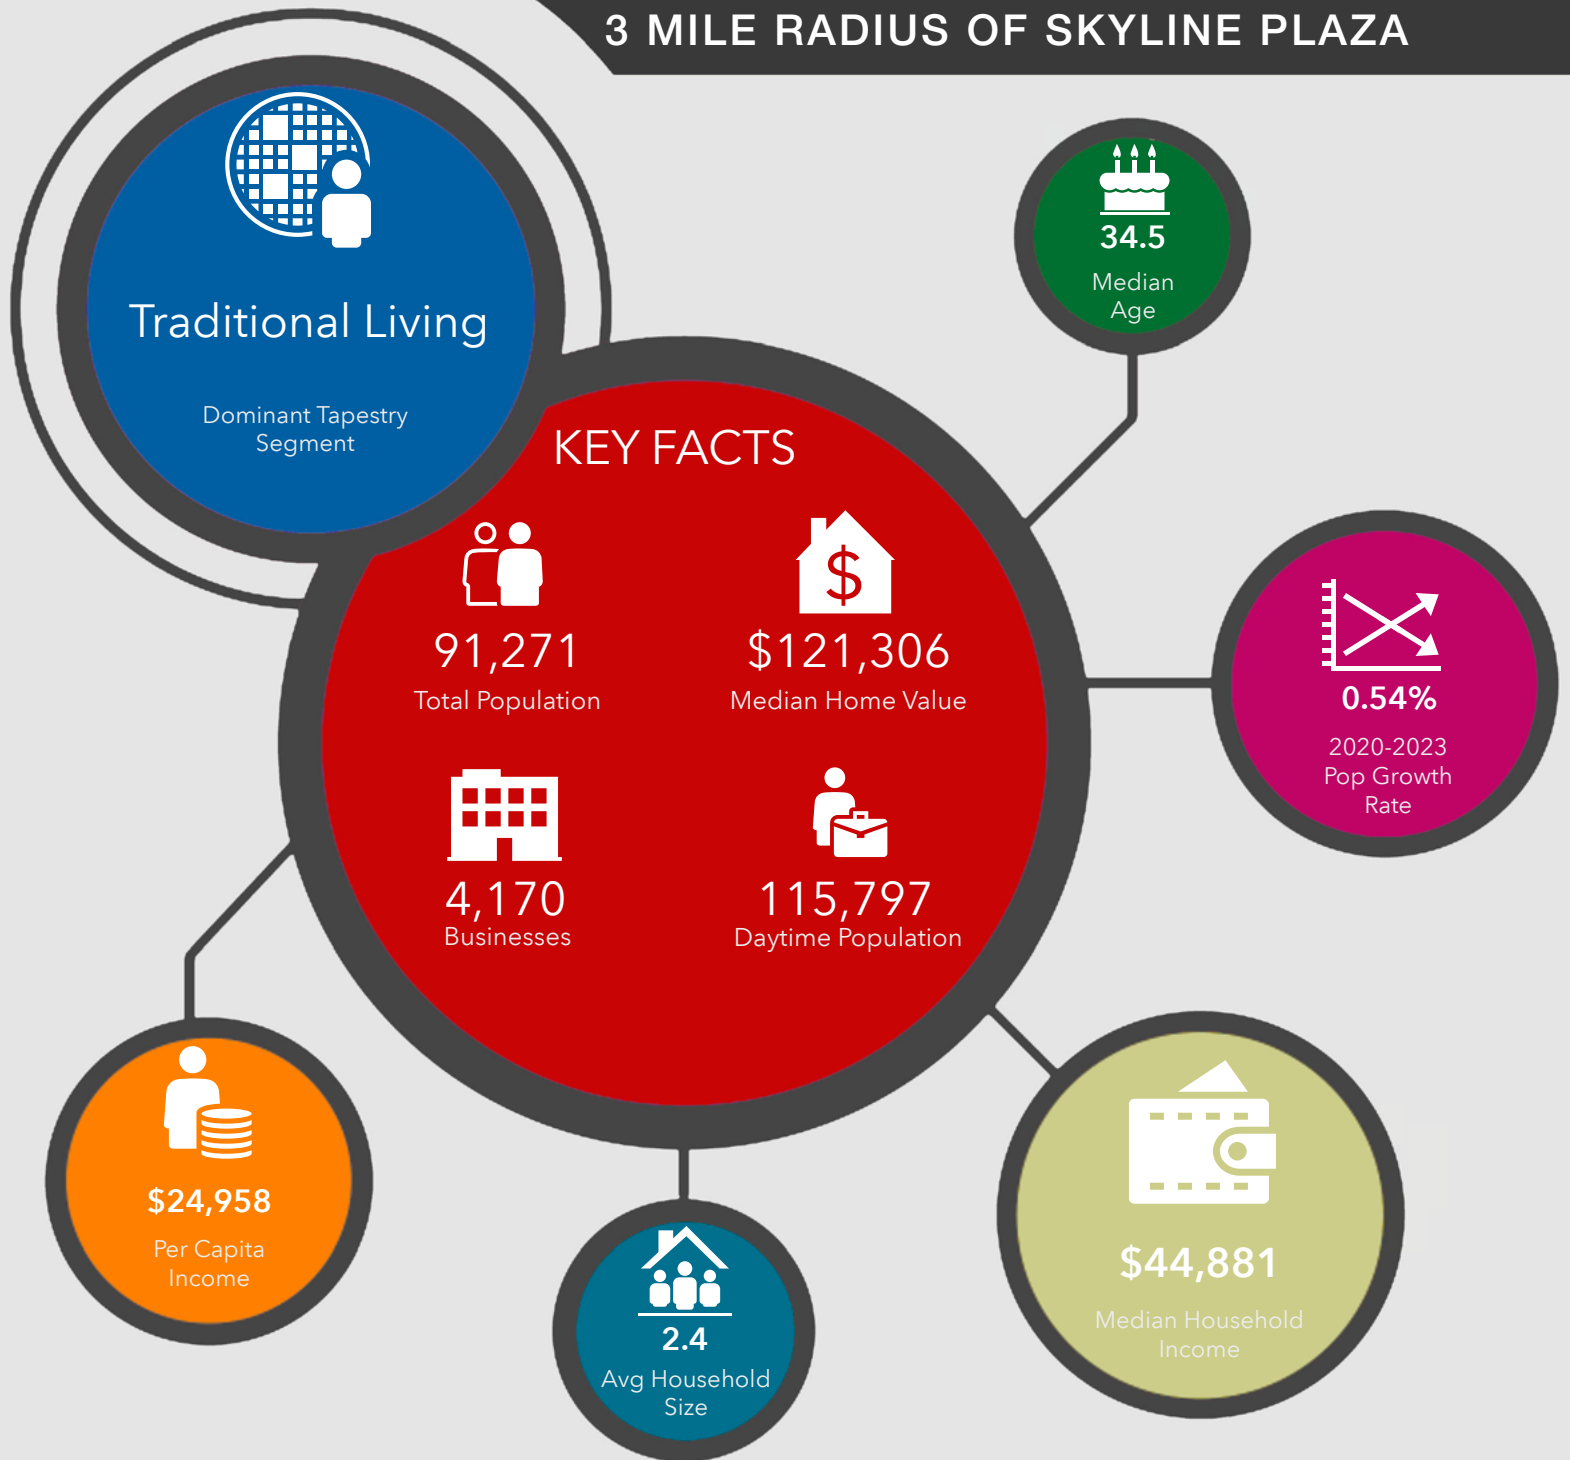 3 MILE RADIUS OF SKYLINE PLAZA
Traditional Living
Dominant Tapestry
Segment
KEY FACTS
91,271
Total Population
$121,306
Median Home Value
4,170
Businesses
115,797
Daytime Population
34.5
Median
Age
0.54%
2020-2023
Pop Growth
Rate
$44,881
Median Household
Income
2.4
Avg Household
Size
$24,958
Per Capita
Income